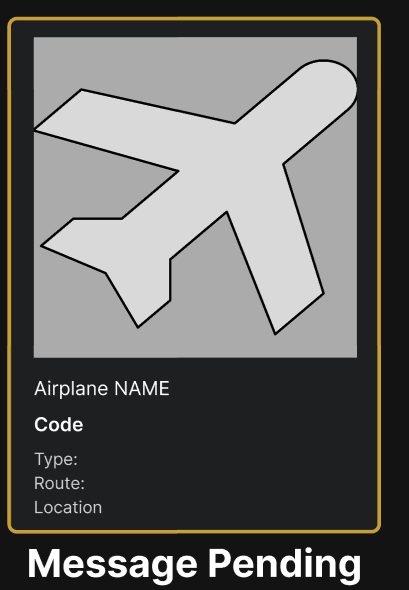 Airplane NAME
Code
Type:
Route:
Location
Message Pending